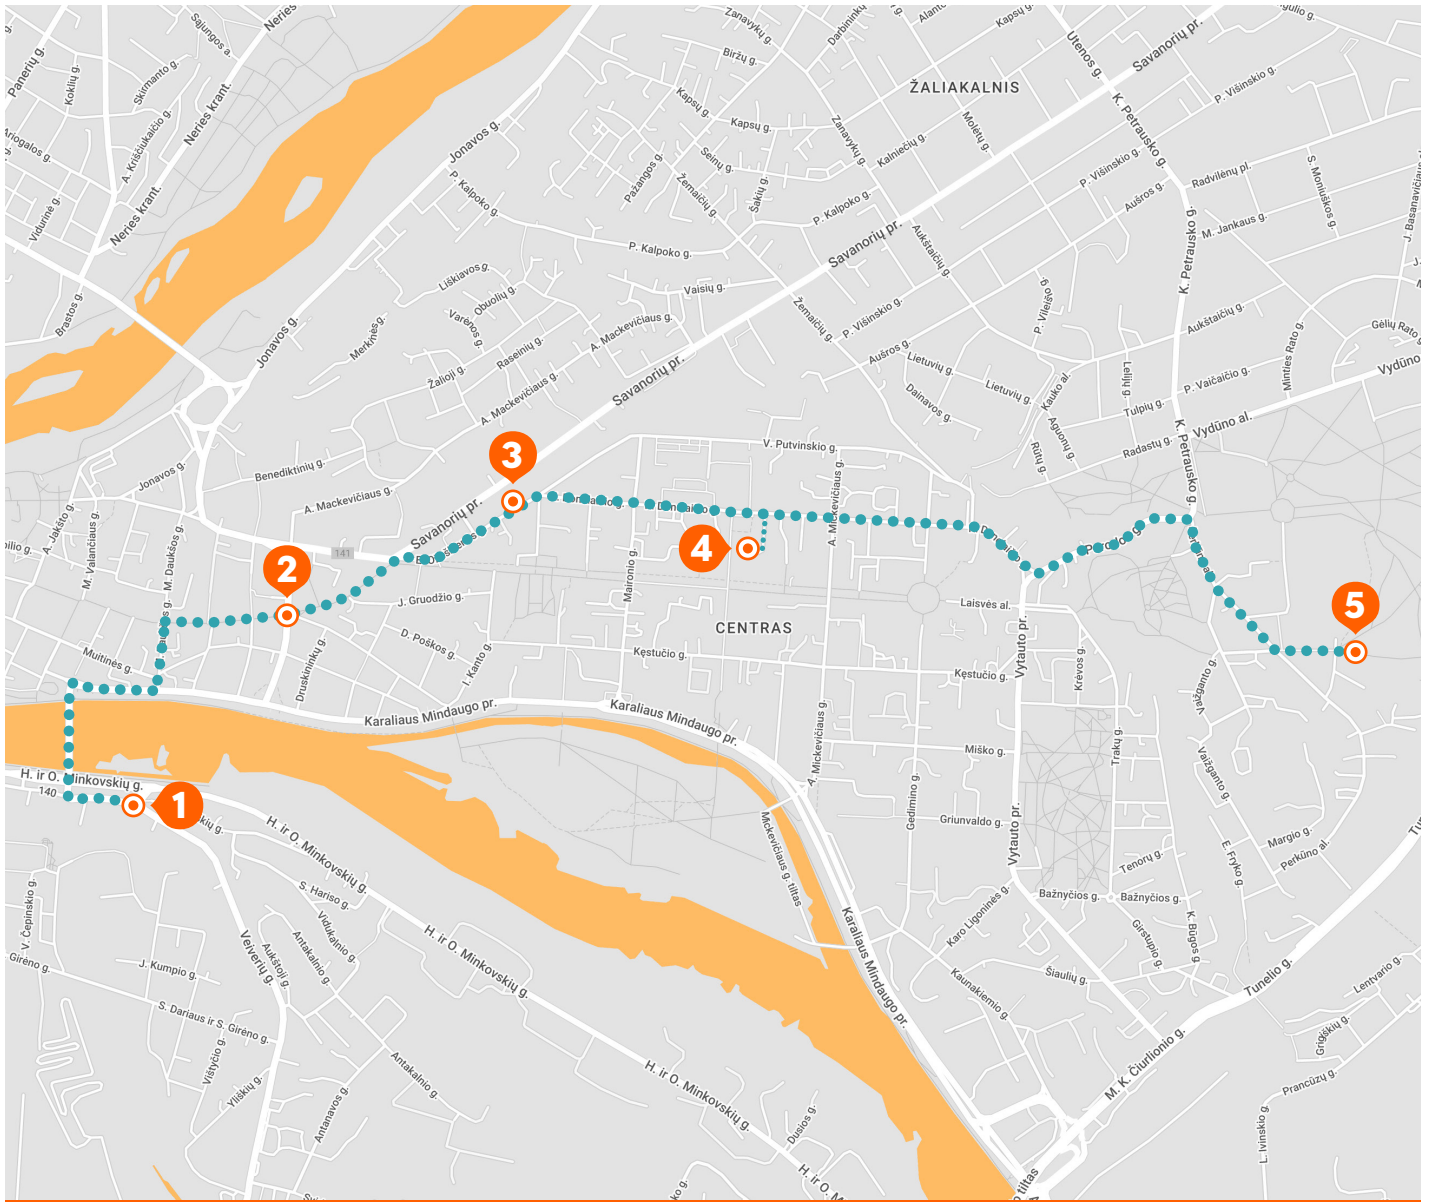 Zanavykų g.
Darbininkų
Kapsų g.
Neries
Sąjungos a.
Utenos g.
Savanorių pr.
Panerių g.
Biržų g.
Koklių g.
Skirmanto g.
ŽALIAKALNIS
Kapsų g.
K. Petrausko g.
P. Višinskio g.
Neries krant.
Ariogalos g.
A. Kriščiukaičio g.
Jonavos g.
Kapsų g.
Zanavykų g.
Kalniečių g.
Molėtų g.
Seinų g.
P. Višinskio g.
Pažangos g.
Žemaičių g.
Šakių g.
Radvilėnų pl.
S. Moniuškos g.
P. Kalpoko g.
Aušros g.
Vidurinė g.
Neries krant.
P. Kalpoko g.
J. Basanavičiaus
M. Jankaus g.
P. Kalpoko g.
Savanorių pr.
Aukštaičių g.
K. Petrausko g.
Liškiavos g.
Vaisių g.
Obuolių g.
Brastos g.
Jonavos g.
Varėnos g.
Žemaičių g.
P. Višinskio g.
P. Vileišio g.
Aukštaičių g.
Merkinės g.
A. Mackevičiaus g.
Gėlių Rato g.
Raseinių g.
Minties Rato g.
Aušros g.
Lietuvių g.
Lietuvių g.
Kauko al.
Lelijų g.
P. Vaičaičio g.
Vydūno
Žalioji g.
A. Mackevičiaus g.
Savanorių pr.
Dainavos g.
Aguonų g.
Tulpių g.
Vydūno al.
V. Putvinskio g.
Rūtų g.
Radastų g.
K. Petrausko g.
3
Benediktinių g.
Jonavos g.
A. Mackevičiaus g.
A. Mickevičiaus g.
Savanorių pr.
A. Jakšto g.
M. Valančiaus g.
M. Daukšos g.
141
4
2
Maironio g.
J. Gruodžio g.
Laisvės al.
5
CENTRAS
D. Poškos g.
Vytauto pr.
Muitinės g.
Druskininkų g.
I. Kanto g.
Kęstučio g.
Kęstučio g.
Krėvos g.
Vaižganto g.
Karaliaus Mindaugo pr.
Karaliaus Mindaugo pr.
A. Mickevičiaus g.
Miško g.
Trakų g.
Vaižganto g.
H. ir O. Minkovskių g.
140
1
Gedimino g.
Griunvaldo g.
Vytauto pr.
H. ir O. Minkovskių g.
Mickevičiaus g. tiltas
Margio g.
Perkūno al.
E. Fryko g.
Tenorų g.
S. Hariso g.
Bažnyčios g.
Bažnyčios g.
V. Čepinskio g.
Vidukalnio g.
Karo Ligoninės g.
K. Būgos g.
Girstupio g.
Veiverių g.
Antakalnio g.
Aukštoji g.
H. ir O. Minkovskių g.
Karaliaus Mindaugo pr.
Girėno g.
J. Kumpio g.
Šiaulių g.
Kaunakiemio g.
Tunelio g.
Lentvario g.
S. Dariaus ir S. Girėno g.
Grigiškių g.
Vištyčio g.
Antakalnio g.
H. ir O. Minkovskių g.
M. K. Čiurlionio g.
Prancūzų g.
Yliškių g.
Antanavos g.
Dusios g.
L. Ivinskio g.
H. ir O. M
tiltas